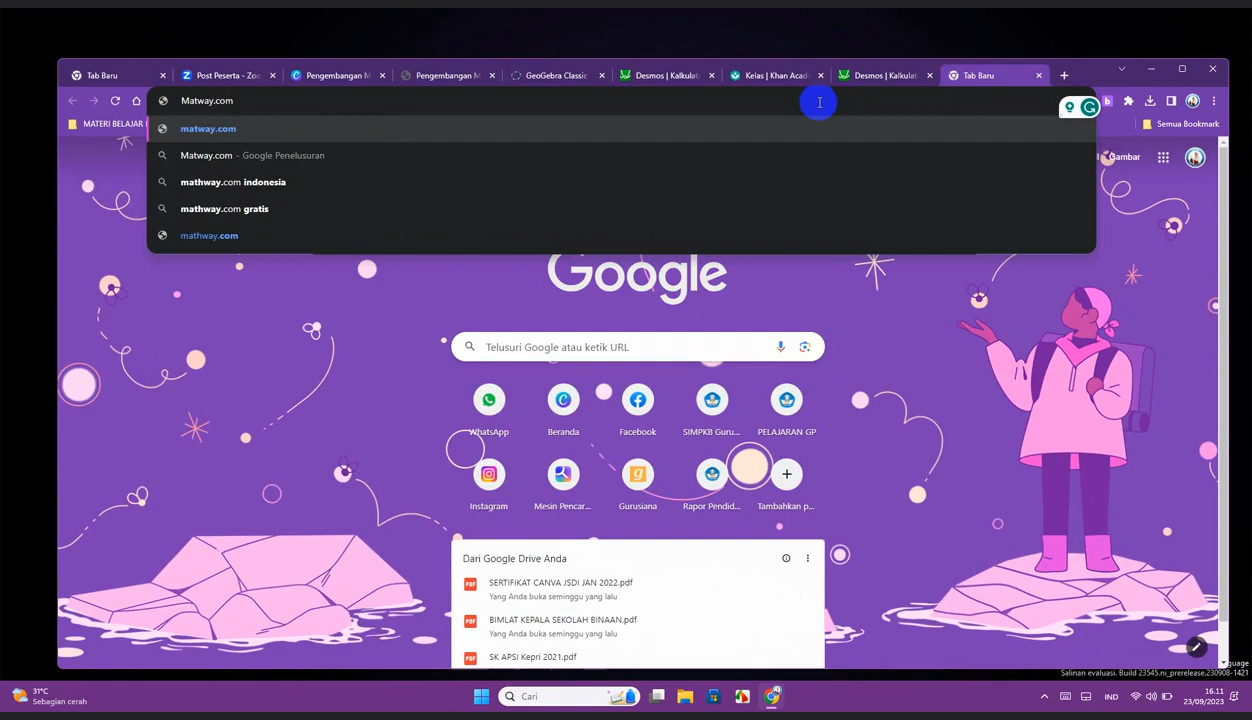 Tab Baru
Post Peserta - Zoo
Pengembangan M
Pengembangan M
GeoGebra Classic
Desmos | Kalkulat
Kelas | Khan Acad
Desmos | Kalkulat
Tab Baru
Matway.com
MATERI BELAJAR
Semua Bookmark
matway.com
Matway.com - Google Penelusuran
mathway.com indonesia
mathway.com gratis
mathway.com
Gambar
Google
Telusuri Google atau ketik URL
WhatsApp
Beranda
Facebook
SIMPKB Guru...
PELAJARAN GP
Instagram
Mesin Pencar...
Gurusiana
Rapor Pendid...
Tambahkan p...
Dari Google Drive Anda
SERTIFIKAT CANVA JSDI JAN 2022.pdf
Yang Anda buka seminggu yang lalu
BIMLAT KEPALA SEKOLAH BINAAN.pdf
Yang Anda buka seminggu yang lalu
SK APSI Kepri 2021.pdf
Salinan evaluasi. Build 23545.ni_prerelease.230908-1421
31°C
Sebagian cerah
Cari
IND
16.11
23/09/2023